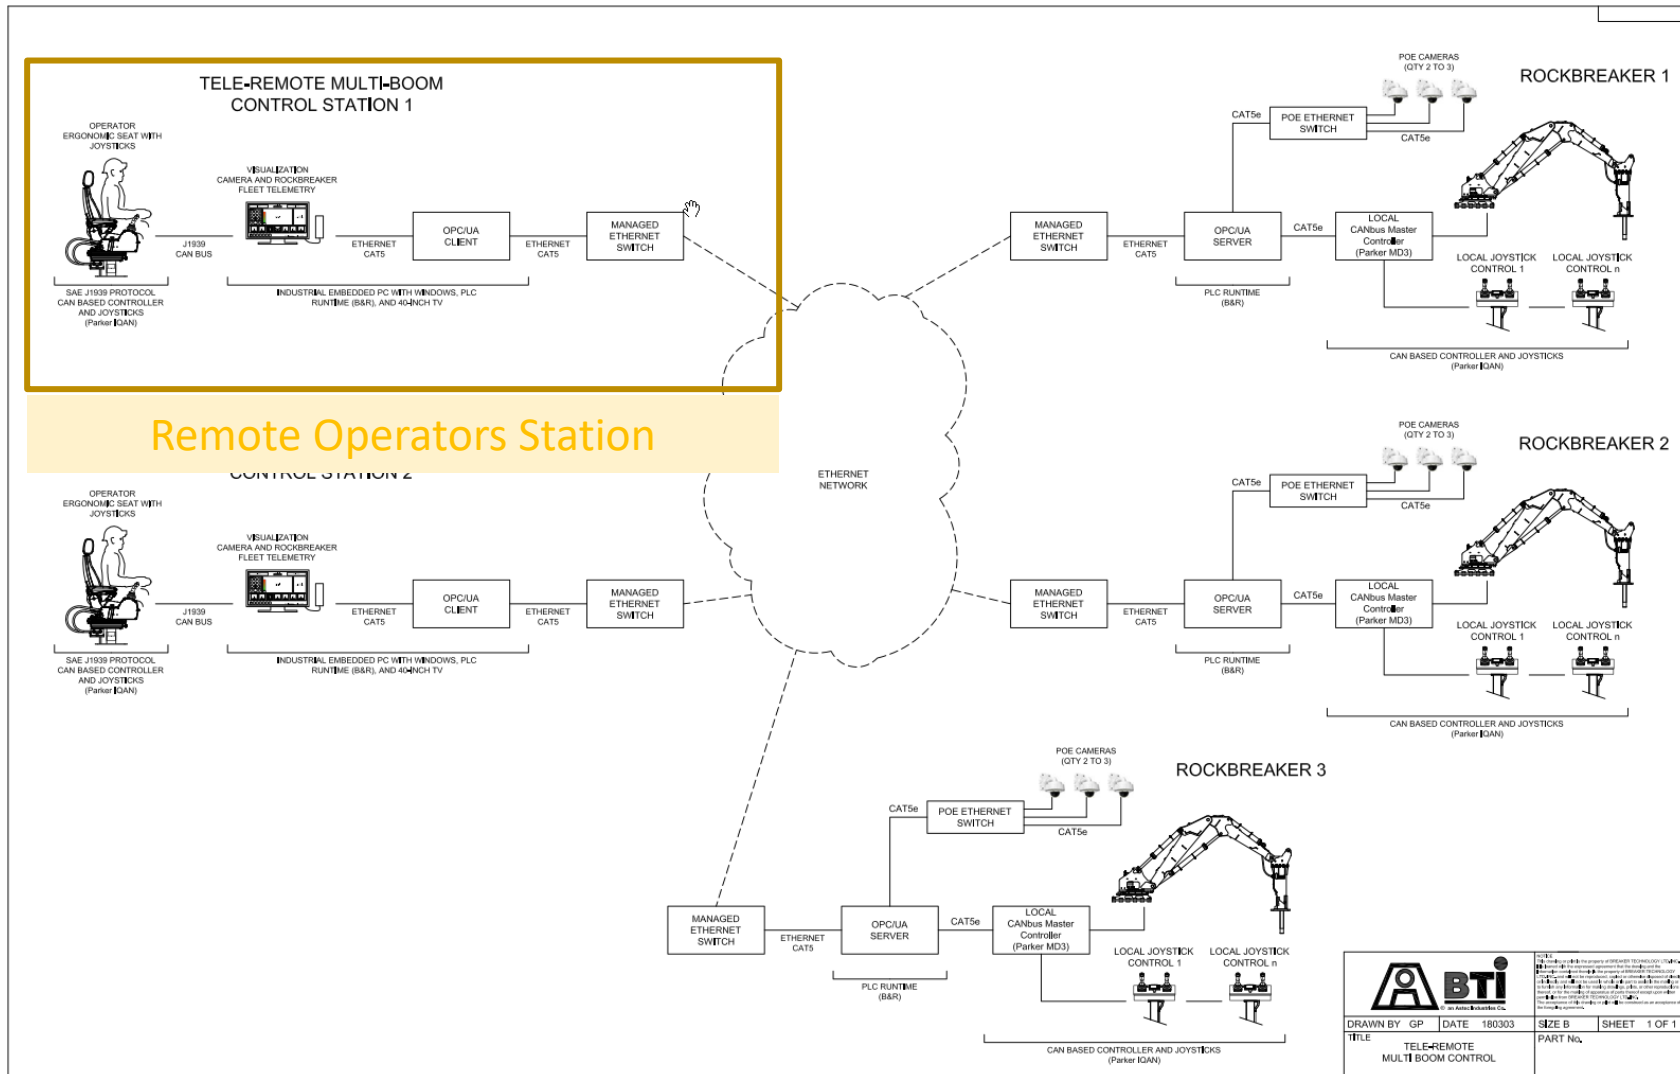 TELE-REMOTE MULTI-BOOM
CONTROL STATION 1
OPERATOR
ERGONOMIC SEAT WITH
JOYSTICKS
VISUALIZATION
CAMERA AND ROCKBREAKER
FLEET TELEMETRY
J1939
CAN BUS
ETHERNET
CAT5
OPC/UA
CLIENT
ETHERNET
CAT5
MANAGED
ETHERNET
SWITCH
SAE J1939 PROTOCOL
CAN BASED CONTROLLER
AND JOYSTICKS
(Parker IQAN)
INDUSTRIAL EMBEDDED PC WITH WINDOWS, PLC
RUNTIME (B&R), AND 40-INCH TV
Remote Operators Station
CONTROL STATION 2
OPERATOR
ERGONOMIC SEAT WITH
JOYSTICKS
VISUALIZATION
CAMERA AND ROCKBREAKER
FLEET TELEMETRY
J1939
CAN BUS
ETHERNET
CAT5
OPC/UA
CLIENT
ETHERNET
CAT5
MANAGED
ETHERNET
SWITCH
SAE J1939 PROTOCOL
CAN BASED CONTROLLER
AND JOYSTICKS
(Parker IQAN)
INDUSTRIAL EMBEDDED PC WITH WINDOWS, PLC
RUNTIME (B&R), AND 40-INCH TV
ETHERNET
NETWORK
ROCKBREAKER 1
POE CAMERAS
(QTY 2 TO 3)
CAT5e
POE ETHERNET
SWITCH
CAT5e
MANAGED
ETHERNET
SWITCH
ETHERNET
CAT5
OPC/UA
SERVER
CAT5e
LOCAL
CANbus Master
Controller
(Parker MD3)
PLC RUNTIME
(B&R)
LOCAL JOYSTICK
CONTROL 1
LOCAL JOYSTICK
CONTROL n
CAN BASED CONTROLLER AND JOYSTICKS
(Parker IQAN)
ROCKBREAKER 2
POE CAMERAS
(QTY 2 TO 3)
CAT5e
POE ETHERNET
SWITCH
CAT5e
MANAGED
ETHERNET
SWITCH
ETHERNET
CAT5
OPC/UA
SERVER
CAT5e
LOCAL
CANbus Master
Controller
(Parker MD3)
PLC RUNTIME
(B&R)
LOCAL JOYSTICK
CONTROL 1
LOCAL JOYSTICK
CONTROL n
CAN BASED CONTROLLER AND JOYSTICKS
(Parker IQAN)
ROCKBREAKER 3
POE CAMERAS
(QTY 2 TO 3)
CAT5e
POE ETHERNET
SWITCH
CAT5e
MANAGED
ETHERNET
SWITCH
ETHERNET
CAT5
OPC/UA
SERVER
CAT5e
LOCAL
CANbus Master
Controller
(Parker MD3)
PLC RUNTIME
(B&R)
LOCAL JOYSTICK
CONTROL 1
LOCAL JOYSTICK
CONTROL n
CAN BASED CONTROLLER AND JOYSTICKS
(Parker IQAN)
BTI
© an Astec Industries Co.
NOTICE
DRAWN BY GP
DATE 180303
SIZE B
SHEET 1 OF 1
TITLE
TELE-REMOTE
MULTI BOOM CONTROL
PART No.